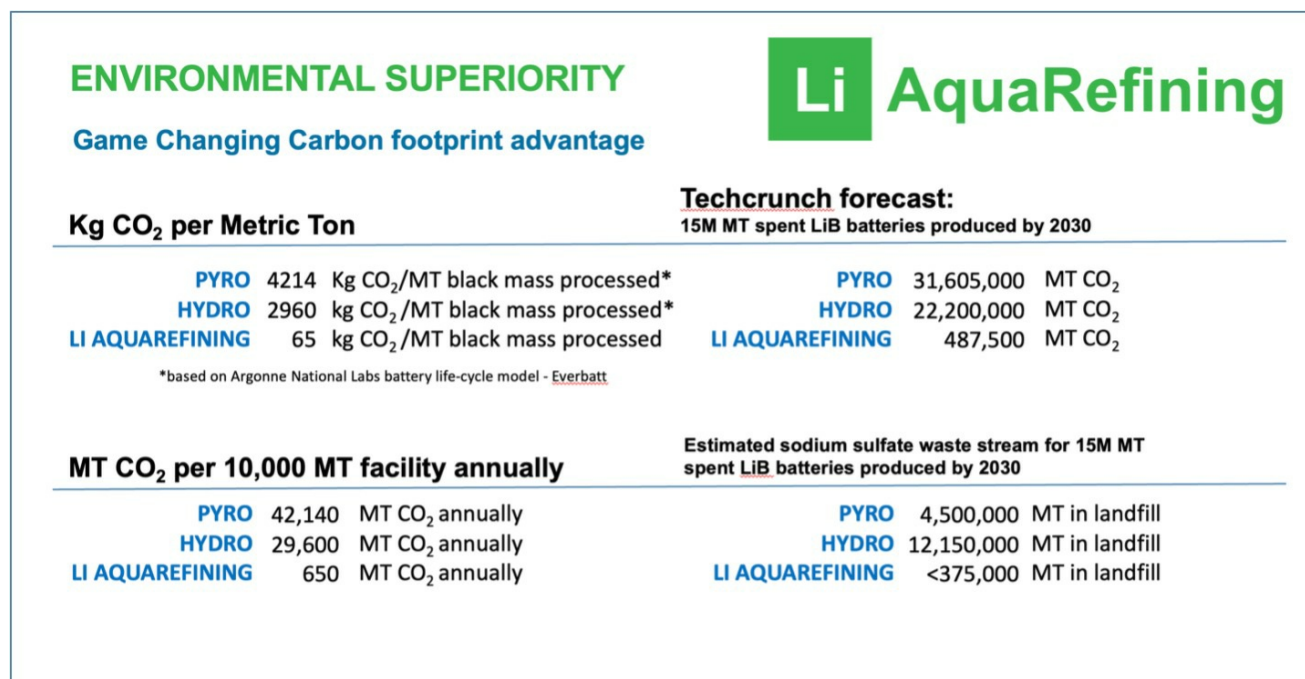 ENVIRONMENTAL SUPERIORITY
Li AquaRefining
Game Changing Carbon footprint advantage
Kg CO₂ per Metric Ton
PYRO 4214 Kg CO₂/MT black mass processed*
HYDRO 2960 kg CO₂/MT black mass processed*
LI AQUAREFINING 65 kg CO₂/MT black mass processed
*based on Argonne National Labs battery life-cycle model - Everbatt
Techcrunch forecast:
15M MT spent LiB batteries produced by 2030
PYRO 31,605,000 MT CO₂
HYDRO 22,200,000 MT CO₂
LI AQUAREFINING 487,500 MT CO₂
MT CO₂ per 10,000 MT facility annually
PYRO 42,140 MT CO₂ annually
HYDRO 29,600 MT CO₂ annually
LI AQUAREFINING 650 MT CO₂ annually
Estimated sodium sulfate waste stream for 15M MT
spent LiB batteries produced by 2030
PYRO 4,500,000 MT in landfill
HYDRO 12,150,000 MT in landfill
LI AQUAREFINING <375,000 MT in landfill